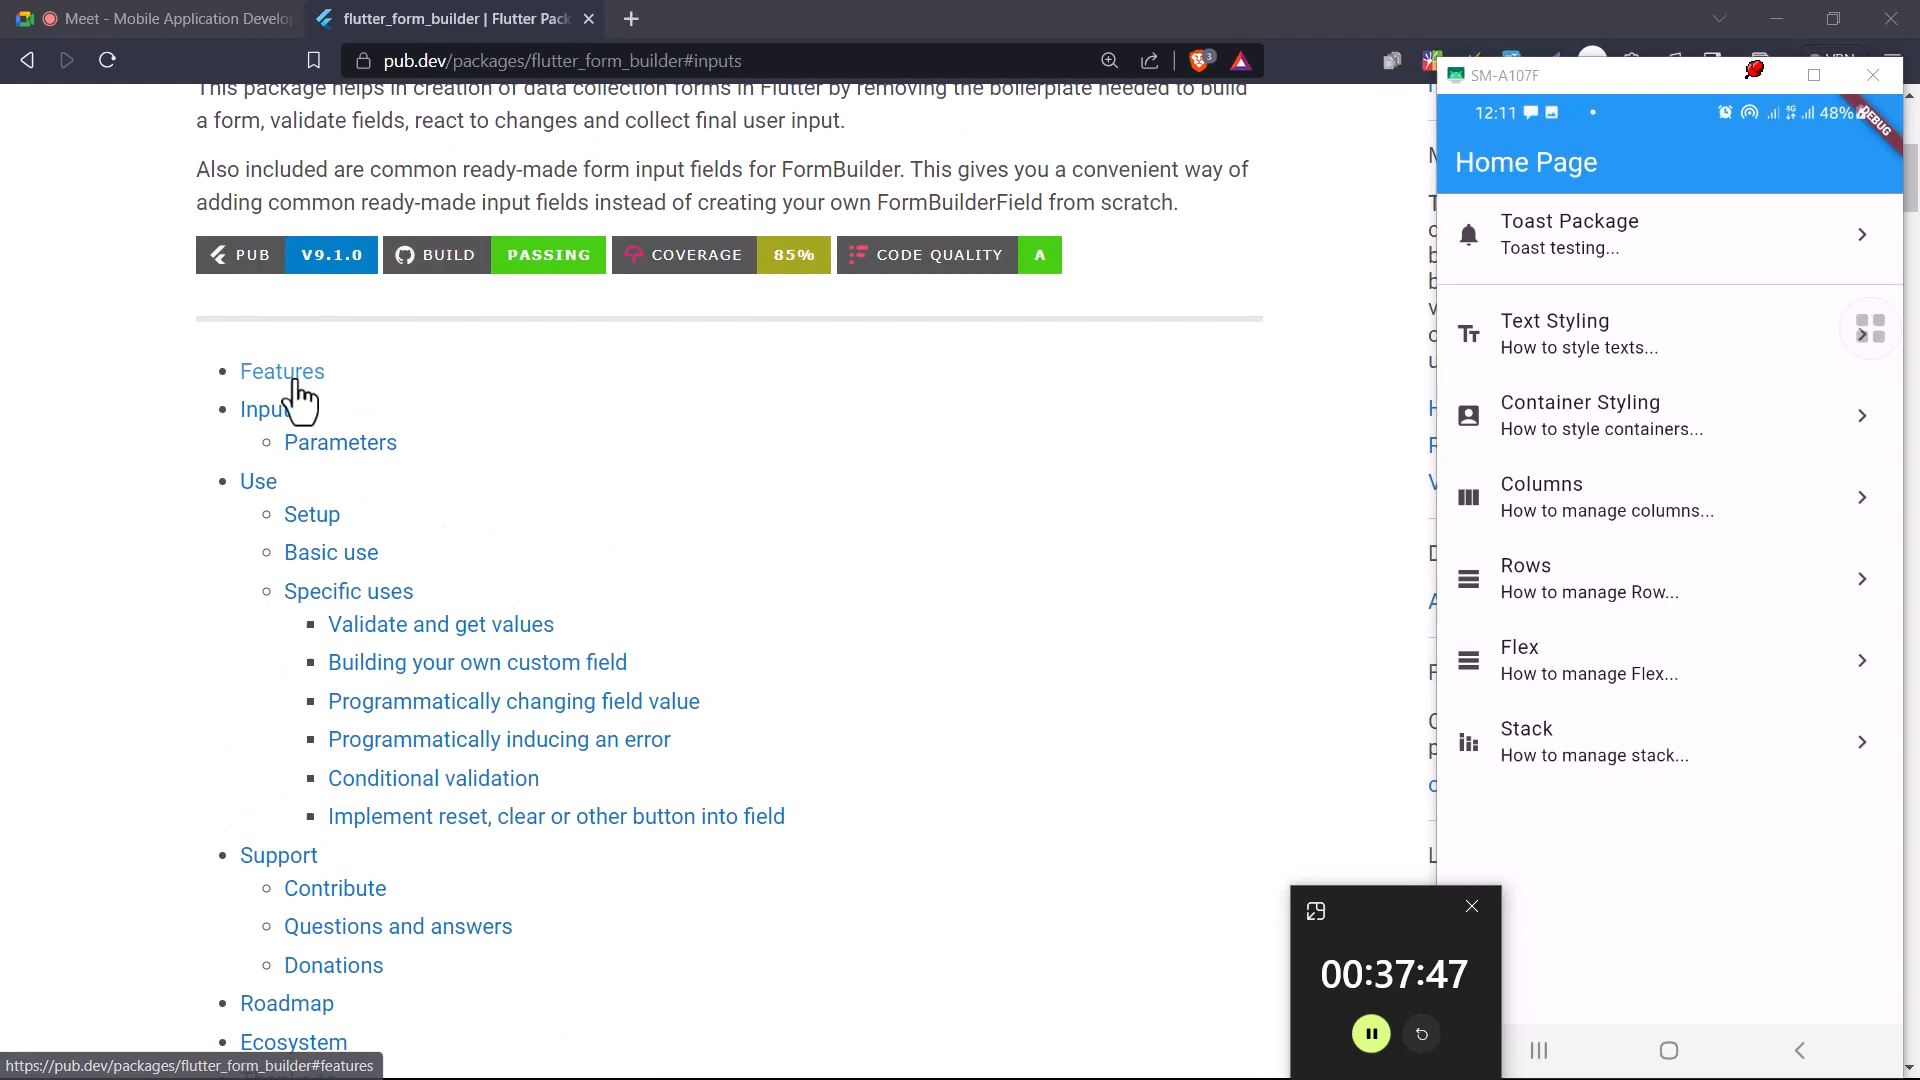 Meet - Mobile Application Develo
flutter_form_builder | Flutter Pack
pub.dev/packages/flutter_form_builder#inputs
3
VPN
This package helps in creation of data collection forms in Flutter by removing the boilerplate needed to build
a form, validate fields, react to changes and collect final user input.
Also included are common ready-made form input fields for FormBuilder. This gives you a convenient way of
adding common ready-made input fields instead of creating your own FormBuilderField from scratch.
PUB V9.1.0 BUILD PASSING COVERAGE 85% CODE QUALITY A
Features
Input
Parameters
Use
Setup
Basic use
Specific uses
Validate and get values
Building your own custom field
Programmatically changing field value
Programmatically inducing an error
Conditional validation
Implement reset, clear or other button into field
Support
Contribute
Questions and answers
Donations
Roadmap
Ecosystem
https://pub.dev/packages/flutter_form_builder#features
SM-A107F
12:11
4G 48%
DEBUG
Home Page
Toast Package
Toast testing...
Text Styling
How to style texts...
Container Styling
How to style containers...
Columns
How to manage columns...
Rows
How to manage Row...
Flex
How to manage Flex...
Stack
How to manage stack...
00:37:47